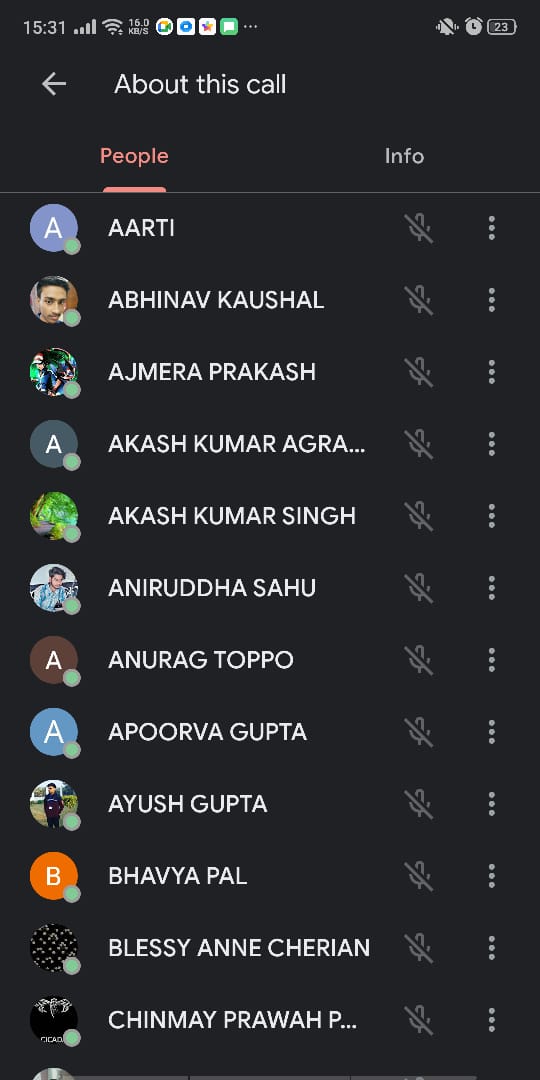 15:31 16.0 KB/S 23
About this call
People Info
A AARTI
ABHINAV KAUSHAL
AJMERA PRAKASH
A AKASH KUMAR AGRA...
AKASH KUMAR SINGH
ANIRUDDHA SAHU
A ANURAG TOPPO
A APOORVA GUPTA
AYUSH GUPTA
B BHAVYA PAL
BLESSY ANNE CHERIAN
CHINMAY PRAWAH P...
CICAD